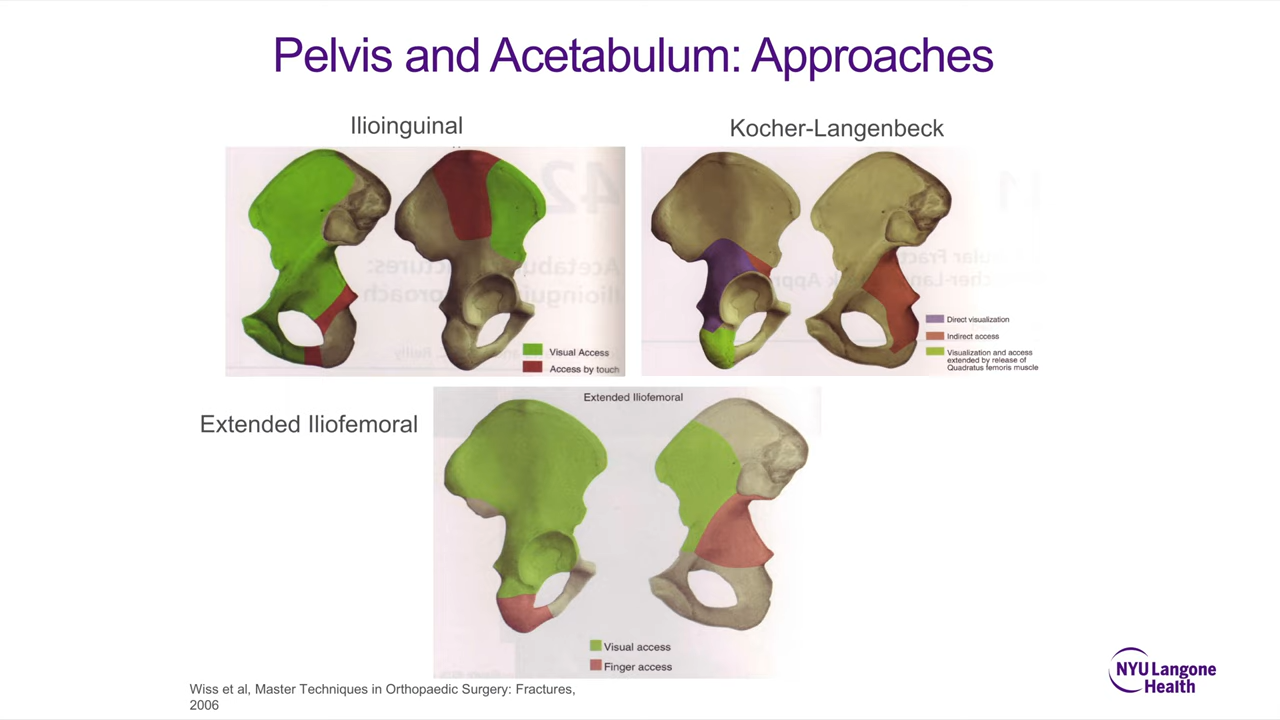 Pelvis and Acetabulum: Approaches
Ilioinguinal
Kocher-Langenbeck
Visual Access
Access by touch
Direct visualization
Indirect access
Visualization and access
extended by release of
Quadratus femoris muscle
Extended Iliofemoral
Extended Iliofemoral
Visual access
Finger access
Wiss et al, Master Techniques in Orthopaedic Surgery: Fractures,
2006
NYU Langone
Health